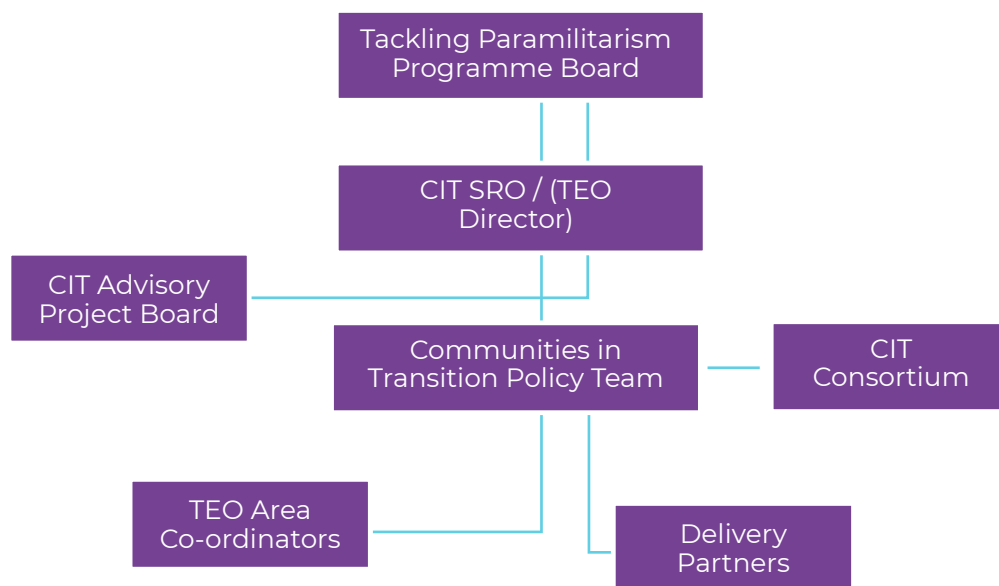 Tackling Paramilitarism
Programme Board
CIT SRO / (TEO
Director)
CIT Advisory
Project Board
Communities in
Transition Policy Team
CIT
Consortium
TEO Area
Co-ordinators
Delivery
Partners